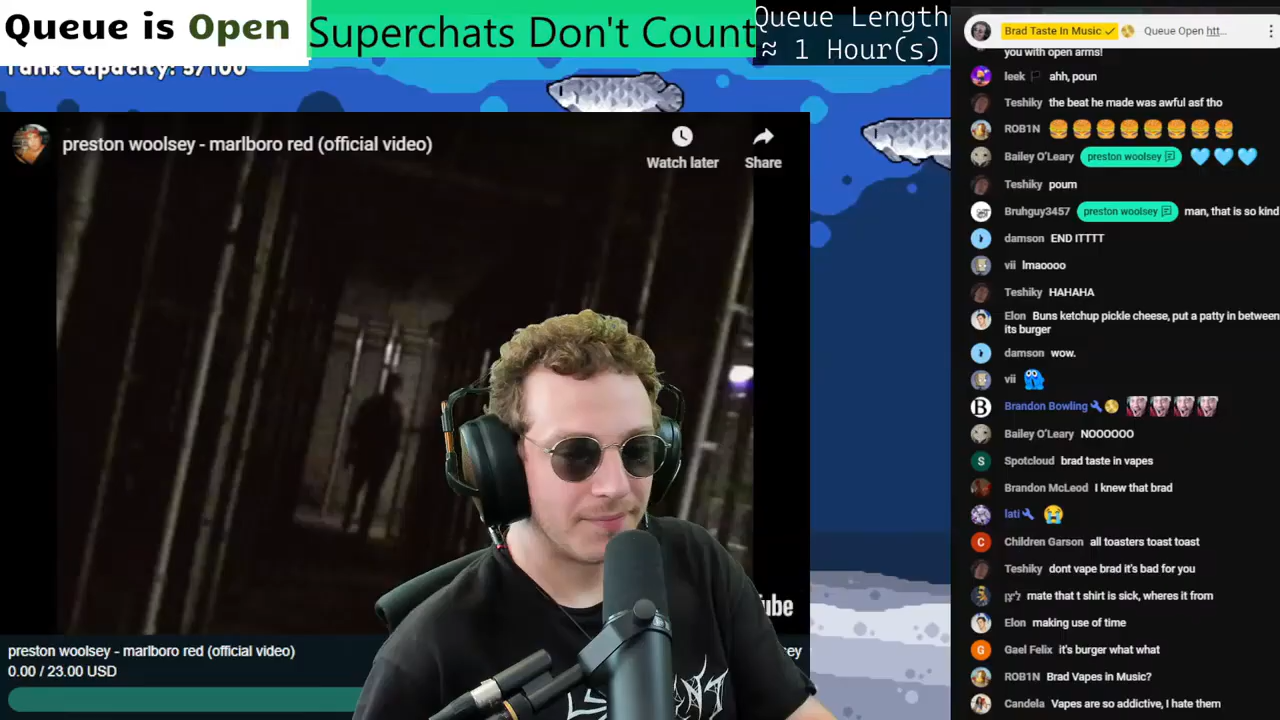 Queue is Open
Superchats Don't Count
Queue Length
≈ 1 Hour(s)
Tank Capacity: 5/100
preston woolsey - marlboro red (official video)
Watch later
Share
preston woolsey - marlboro red (official video)
0.00 / 23.00 USD
Brad Taste In Music ✓ Queue Open htt...
you with open arms!
leek ahh, poun
Teshiky the beat he made was awful asf tho
ROB1N 🍔🍔🍔🍔🍔🍔🍔🍔
Bailey O'Leary preston woolsey 🩵🩵🩵
Teshiky poum
Bruhguy3457 preston woolsey man, that is so kind
damson END ITTTT
vii lmaoooo
Teshiky HAHAHA
Elon Buns ketchup pickle cheese, put a patty in between
its burger
damson wow.
vii
B Brandon Bowling
Bailey O'Leary NOOOOOO
S Spotcloud brad taste in vapes
Brandon McLeod I knew that brad
lati 😭
C Children Garson all toasters toast toast
Teshiky dont vape brad it's bad for you
ליצן mate that t shirt is sick, wheres it from
Elon making use of time
G Gael Felix it's burger what what
ROB1N Brad Vapes in Music?
Candela Vapes are so addictive, I hate them